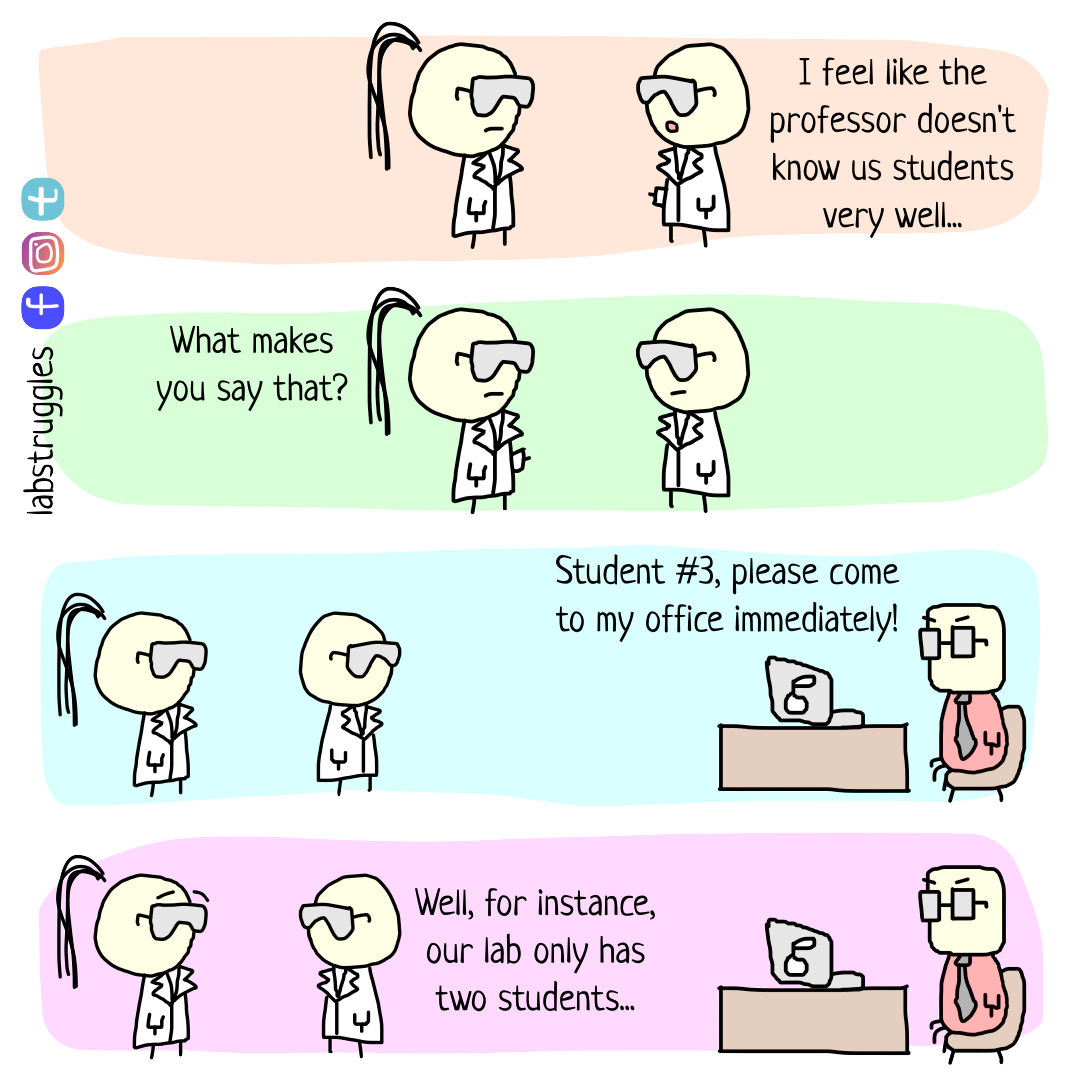 I feel like the
professor doesn't
know us students
very well...
What makes
you say that?
labstruggles
Student #3, please come
to my office immediately!
Well, for instance,
our lab only has
two students...